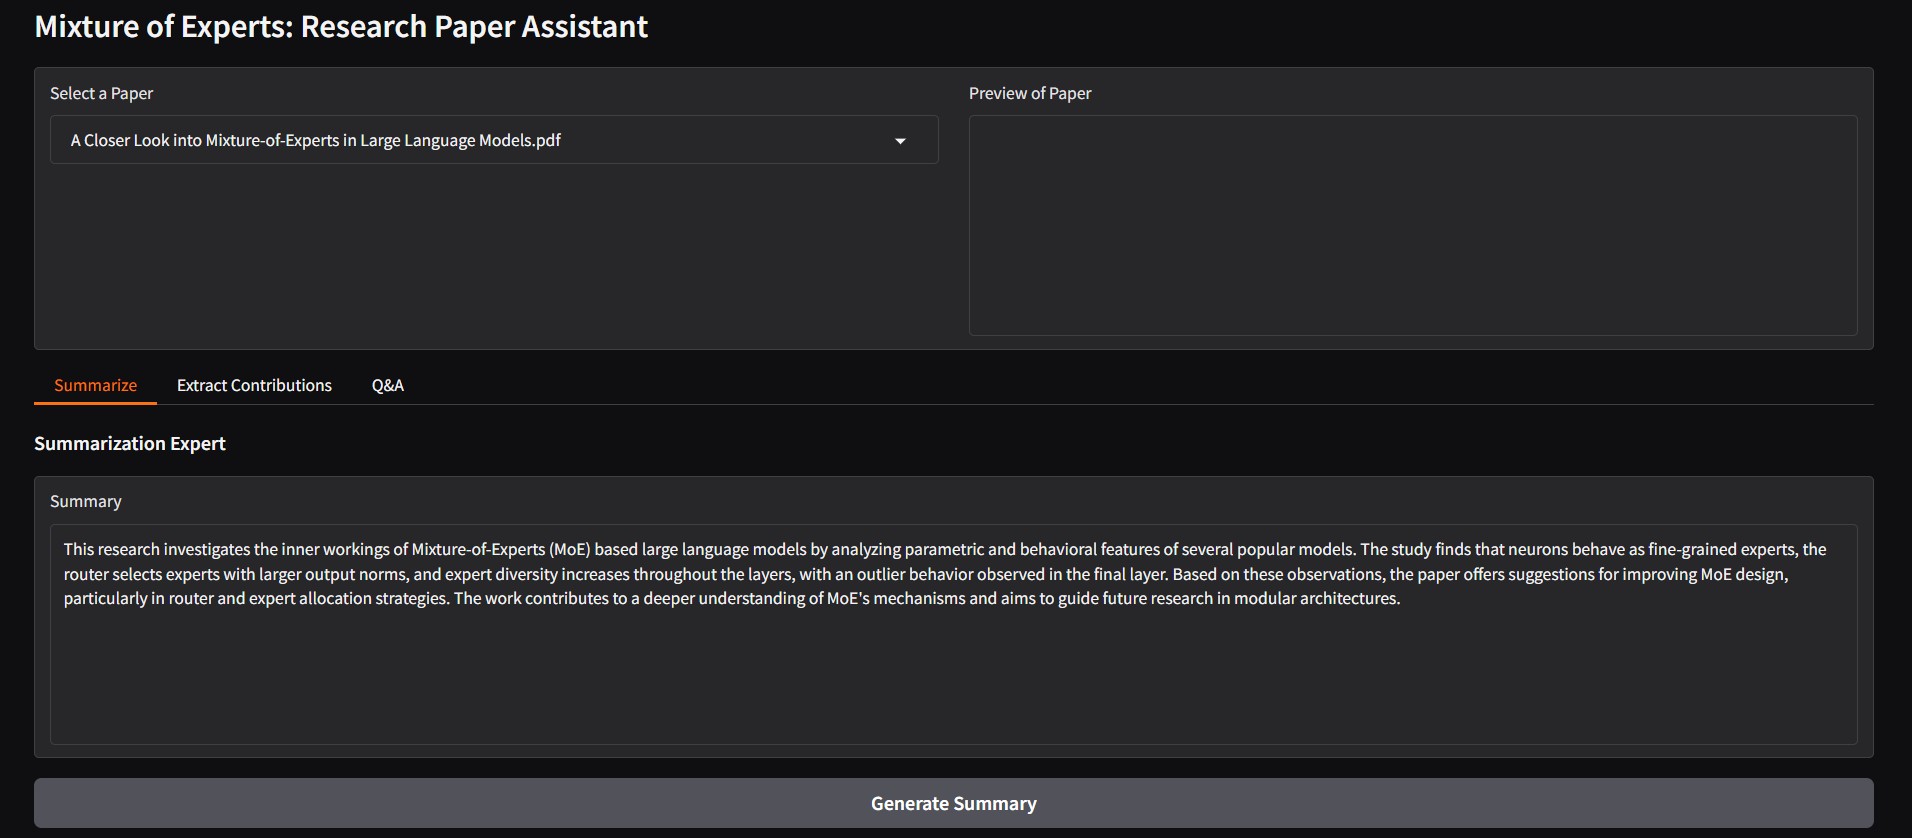 Mixture of Experts: Research Paper Assistant
Select a Paper
A Closer Look into Mixture-of-Experts in Large Language Models.pdf
Preview of Paper
Summarize
Extract Contributions
Q&A
Summarization Expert
Summary
This research investigates the inner workings of Mixture-of-Experts (MoE) based large language models by analyzing parametric and behavioral features of several popular models. The study finds that neurons behave as fine-grained experts, the
router selects experts with larger output norms, and expert diversity increases throughout the layers, with an outlier behavior observed in the final layer. Based on these observations, the paper offers suggestions for improving MoE design,
particularly in router and expert allocation strategies. The work contributes to a deeper understanding of MoE's mechanisms and aims to guide future research in modular architectures.
Generate Summary